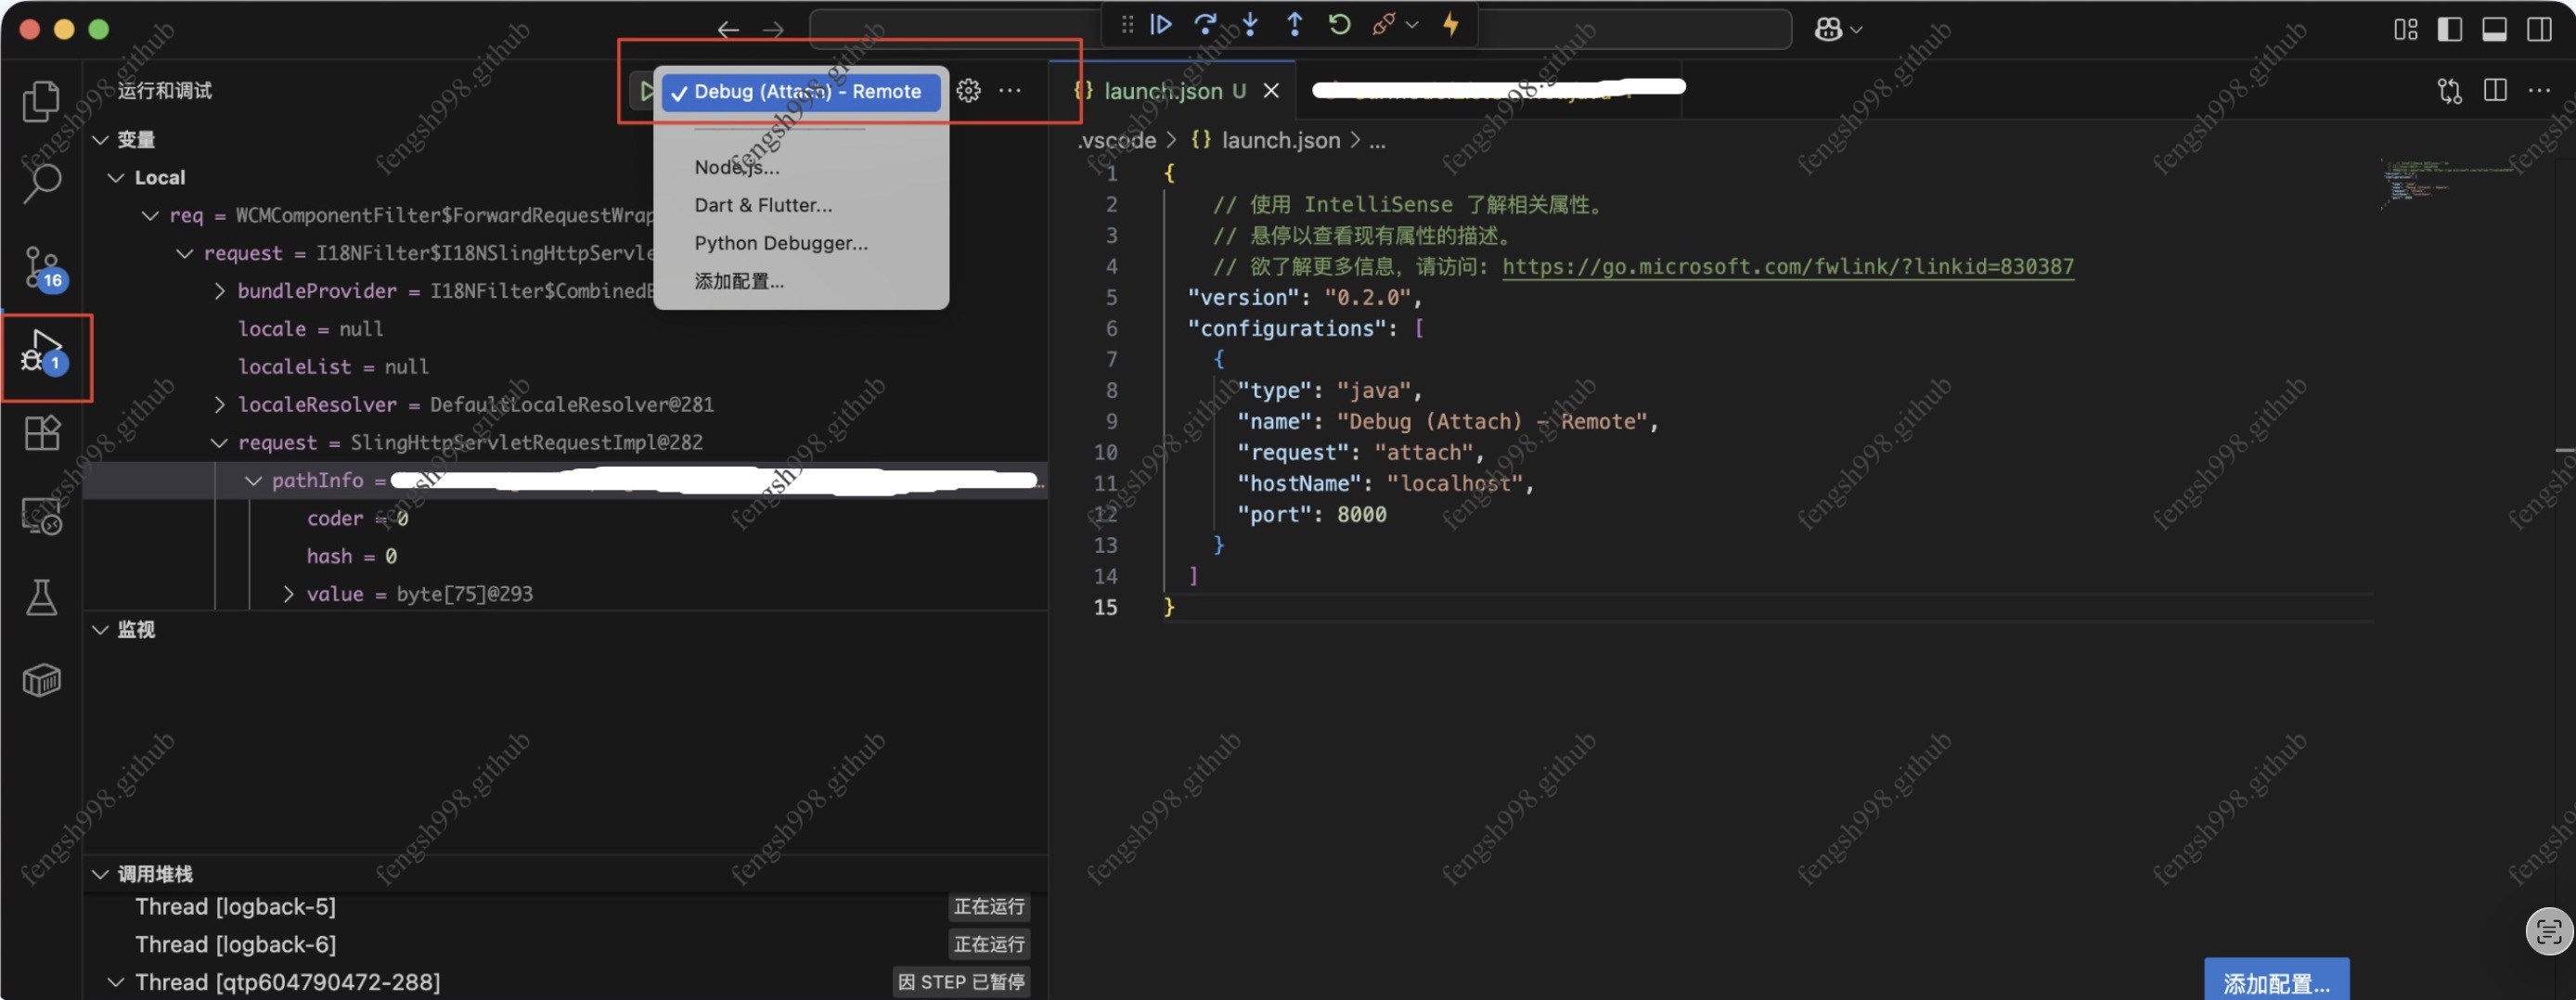 运行和调试
✓ Debug (Attach) - Remote
Node.js...
Dart & Flutter...
Python Debugger...
添加配置...
变量
Local
req = WCMComponentFilter$ForwardRequestWrap
request = I18NFilter$I18NSlingHttpServle
bundleProvider = I18NFilter$CombinedB
locale = null
localeList = null
localeResolver = DefaultLocaleResolver@281
request = SlingHttpServletRequestImpl@282
pathInfo =
coder = 0
hash = 0
value = byte[75]@293
16
1
监视
调用堆栈
Thread [logback-5] 正在运行
Thread [logback-6] 正在运行
Thread [qtp604790472-288] 因 STEP 已暂停
{} launch.json U
.vscode > {} launch.json > ...
1 {
2 // 使用 IntelliSense 了解相关属性。
3 // 悬停以查看现有属性的描述。
4 // 欲了解更多信息，请访问: https://go.microsoft.com/fwlink/?linkid=830387
5 "version": "0.2.0",
6 "configurations": [
7 {
8 "type": "java",
9 "name": "Debug (Attach) - Remote",
10 "request": "attach",
11 "hostName": "localhost",
12 "port": 8000
13 }
14 ]
15 }
添加配置...
fengsh998.github